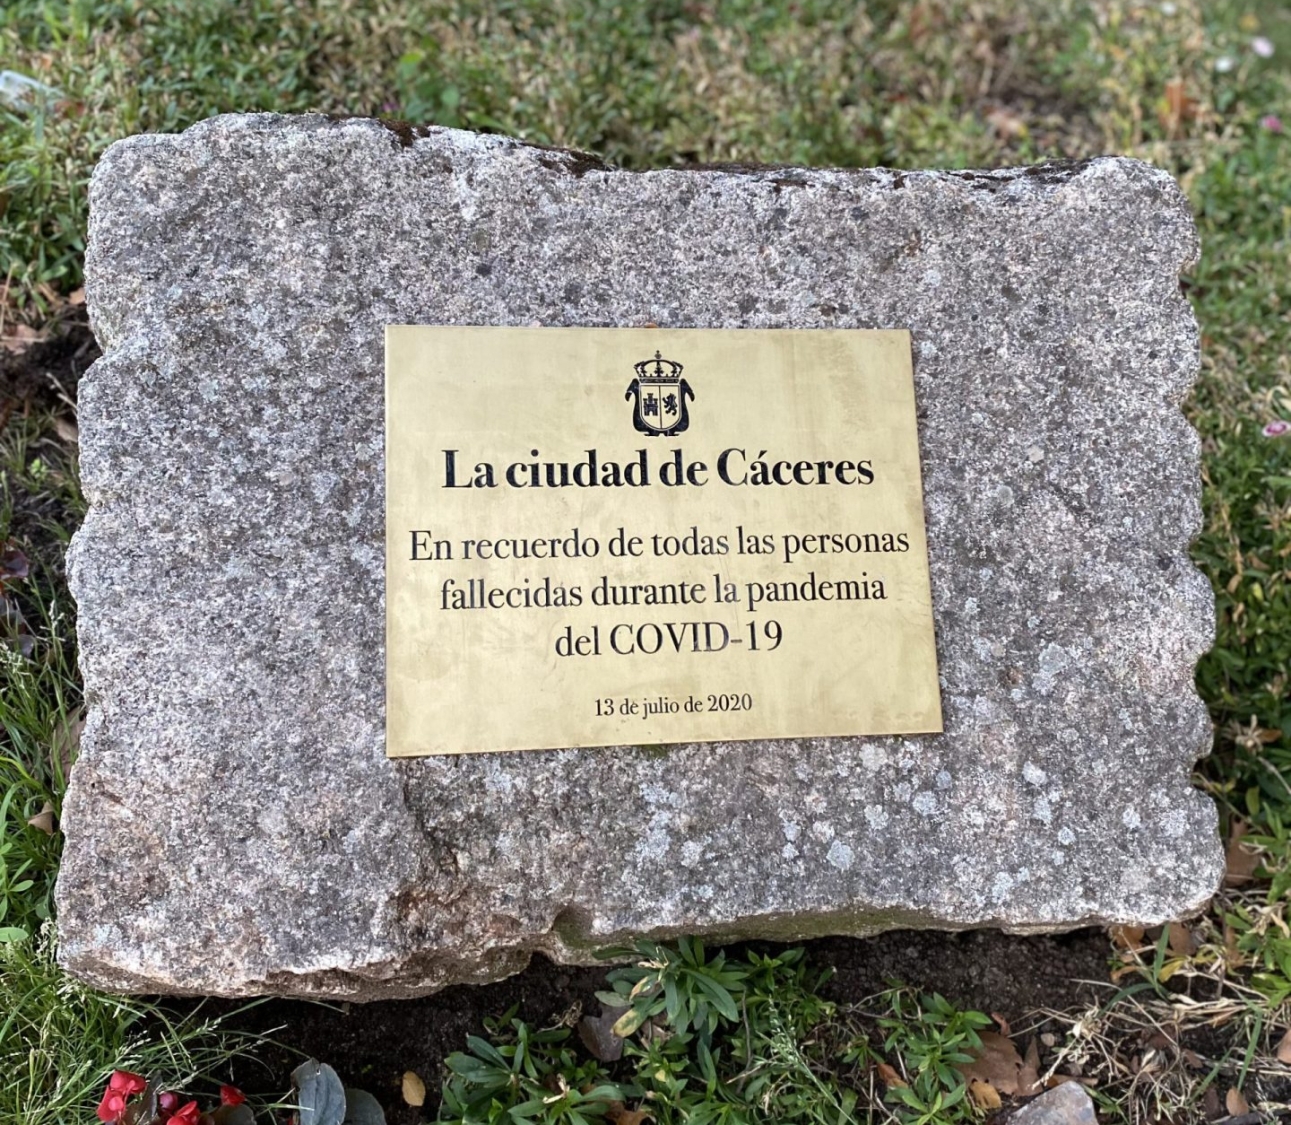 La ciudad de Cáceres
En recuerdo de todas las personas
fallecidas durante la pandemia
del COVID-19
13 de julio de 2020